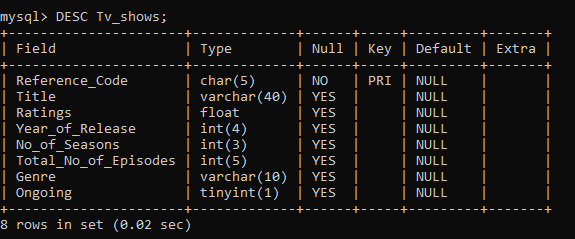 mysql> DESC Tv_shows;
+----------------------+-------------+------+-----+---------+-------+
| Field                | Type        | Null | Key | Default | Extra |
+----------------------+-------------+------+-----+---------+-------+
| Reference_Code       | char(5)     | NO   | PRI | NULL    |       |
| Title                | varchar(40) | YES  |     | NULL    |       |
| Ratings              | float       | YES  |     | NULL    |       |
| Year_of_Release      | int(4)      | YES  |     | NULL    |       |
| No_of_Seasons        | int(3)      | YES  |     | NULL    |       |
| Total_No_of_Episodes | int(5)      | YES  |     | NULL    |       |
| Genre                | varchar(10) | YES  |     | NULL    |       |
| Ongoing              | tinyint(1)  | YES  |     | NULL    |       |
+----------------------+-------------+------+-----+---------+-------+
8 rows in set (0.02 sec)